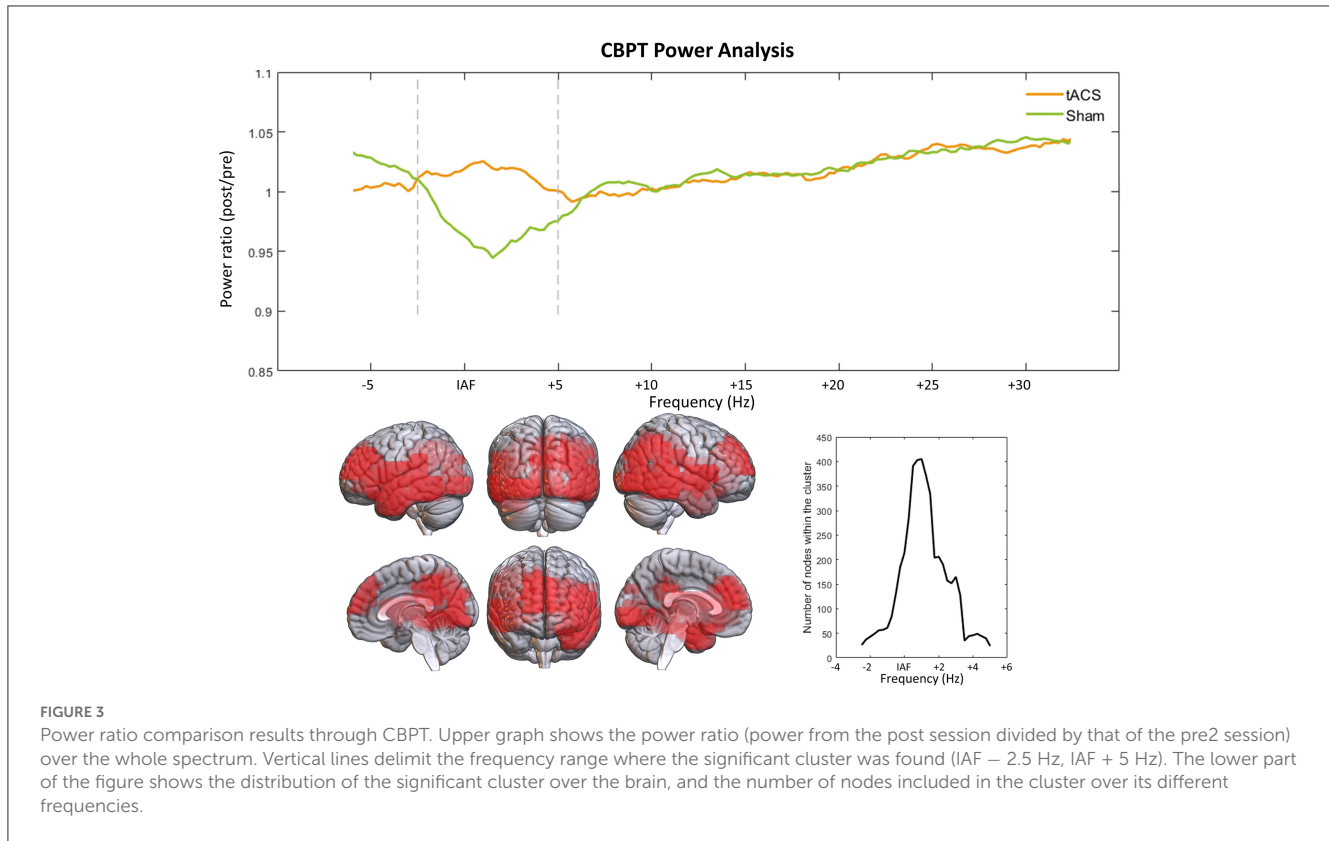 CBPT Power Analysis
1.1
1.05
1
0.95
0.9
0.85
Power ratio (post/pre)
tACS
Sham
-5 IAF +5 +10 +15 +20 +25 +30
Frequency (Hz)
450
400
350
300
250
200
150
100
50
0
Number of nodes within the cluster
-4 -2 IAF +2 +4 +6
Frequency (Hz)
FIGURE 3
Power ratio comparison results through CBPT. Upper graph shows the power ratio (power from the post session divided by that of the pre2 session)
over the whole spectrum. Vertical lines delimit the frequency range where the significant cluster was found (IAF − 2.5 Hz, IAF + 5 Hz). The lower part
of the figure shows the distribution of the significant cluster over the brain, and the number of nodes included in the cluster over its different
frequencies.